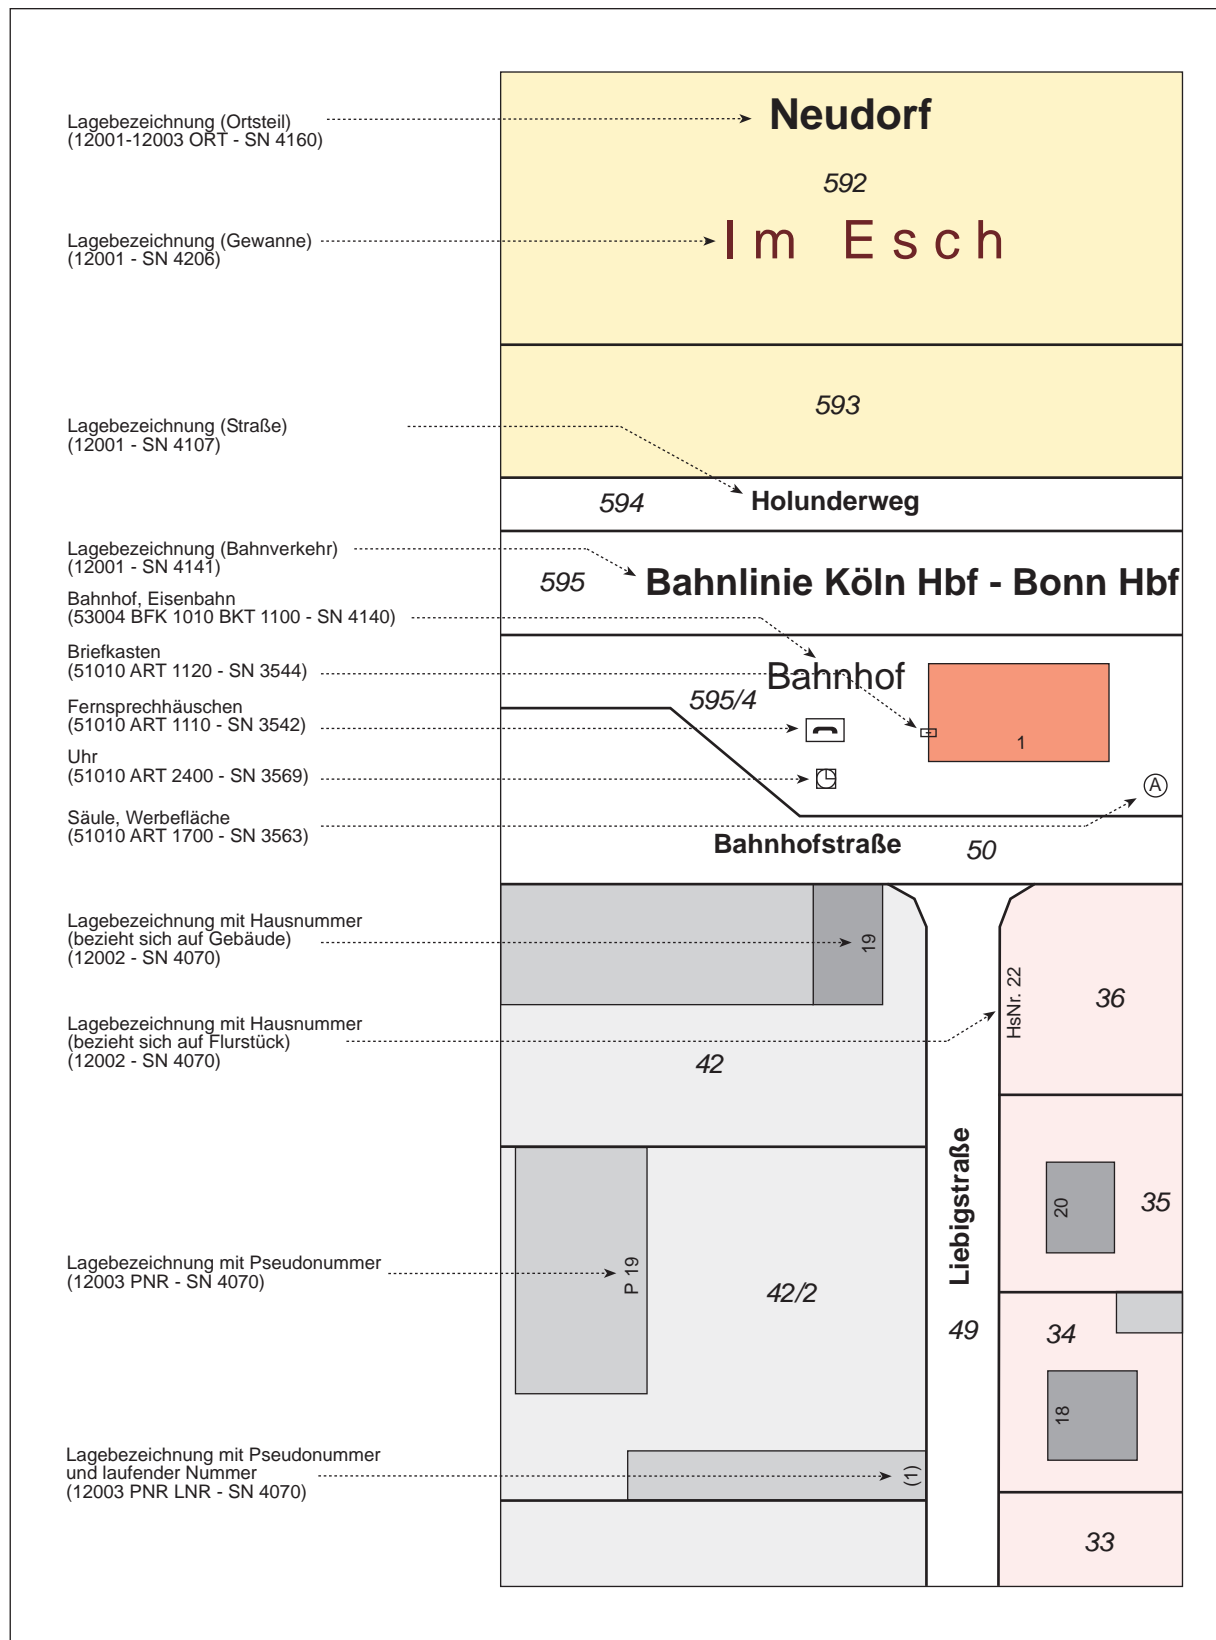 Lagebezeichnung (Ortsteil)
(12001-12003 ORT - SN 4160)
Neudorf
592
Lagebezeichnung (Gewanne)
(12001 - SN 4206)
Im Esch
593
Lagebezeichnung (Straße)
(12001 - SN 4107)
594
Holunderweg
Lagebezeichnung (Bahnverkehr)
(12001 - SN 4141)
595
Bahnlinie Köln Hbf - Bonn Hbf
Bahnhof, Eisenbahn
(53004 BFK 1010 BKT 1100 - SN 4140)
Bahnhof
Briefkasten
(51010 ART 1120 - SN 3544)
595/4
Fernsprechhäuschen
(51010 ART 1110 - SN 3542)
1
Uhr
(51010 ART 2400 - SN 3569)
A
Säule, Werbefläche
(51010 ART 1700 - SN 3563)
Bahnhofstraße
50
Lagebezeichnung mit Hausnummer
(bezieht sich auf Gebäude)
(12002 - SN 4070)
19
Lagebezeichnung mit Hausnummer
(bezieht sich auf Flurstück)
(12002 - SN 4070)
HsNr. 22
36
42
Liebigstraße
20
35
Lagebezeichnung mit Pseudonummer
(12003 PNR - SN 4070)
P 19
42/2
49
34
18
Lagebezeichnung mit Pseudonummer
und laufender Nummer
(12003 PNR LNR - SN 4070)
(1)
33